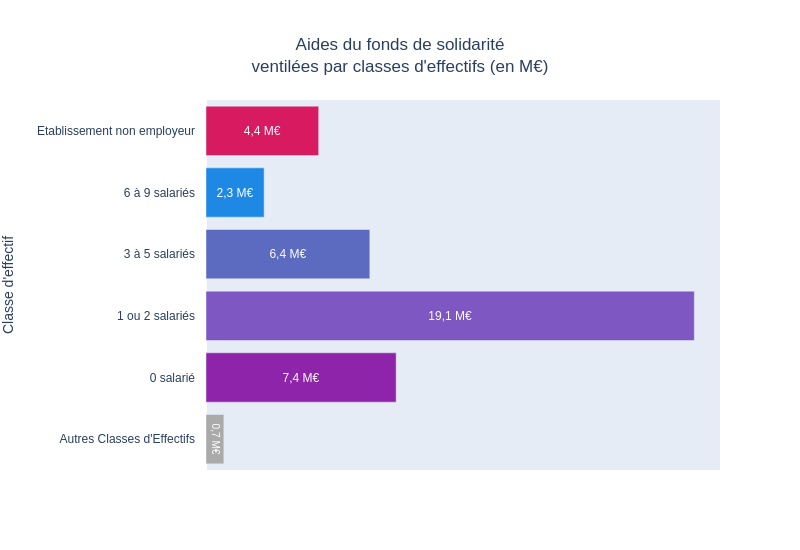 Aides du fonds de solidarité
ventilées par classes d'effectifs (en M€)
Classe d'effectif
Etablissement non employeur
4,4 M€
6 à 9 salariés
2,3 M€
3 à 5 salariés
6,4 M€
1 ou 2 salariés
19,1 M€
0 salarié
7,4 M€
Autres Classes d'Effectifs
0,7 M€